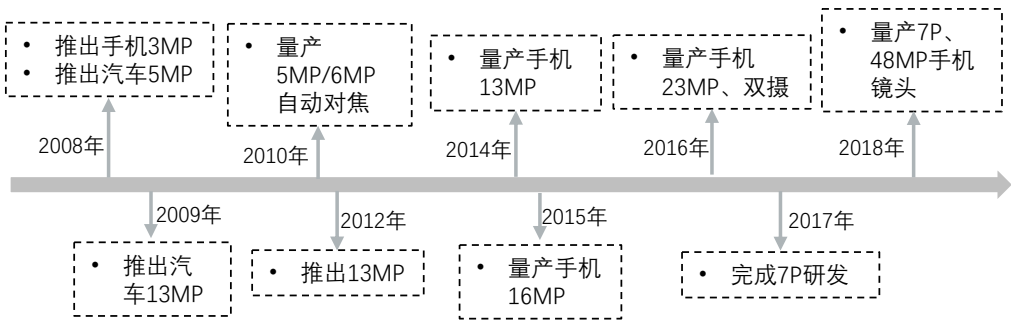 • 推出手机3MP
• 推出汽车5MP
2008年
• 量产
5MP/6MP
自动对焦
2010年
• 量产手机
13MP
2014年
• 量产手机
23MP、双摄
2016年
• 量产7P、
48MP手机
镜头
2018年
2009年
• 推出汽
车13MP
2012年
• 推出13MP
2015年
• 量产手机
16MP
2017年
• 完成7P研发